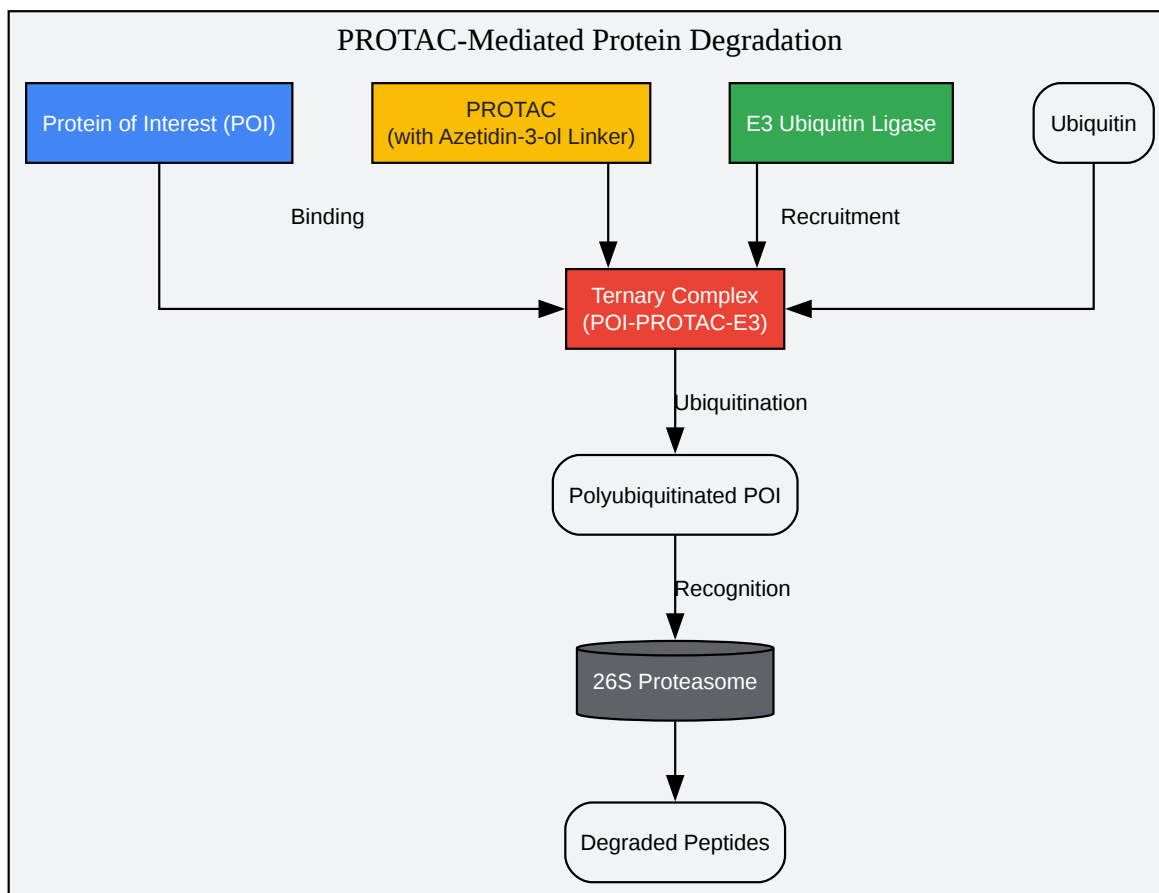 PROTAC-Mediated Protein Degradation
Protein of Interest (POI)
PROTAC
(with Azetidin-3-ol Linker)
E3 Ubiquitin Ligase
Ubiquitin
Binding
Recruitment
Ternary Complex
(POI-PROTAC-E3)
Ubiquitination
Polyubiquitinated POI
Recognition
26S Proteasome
Degraded Peptides